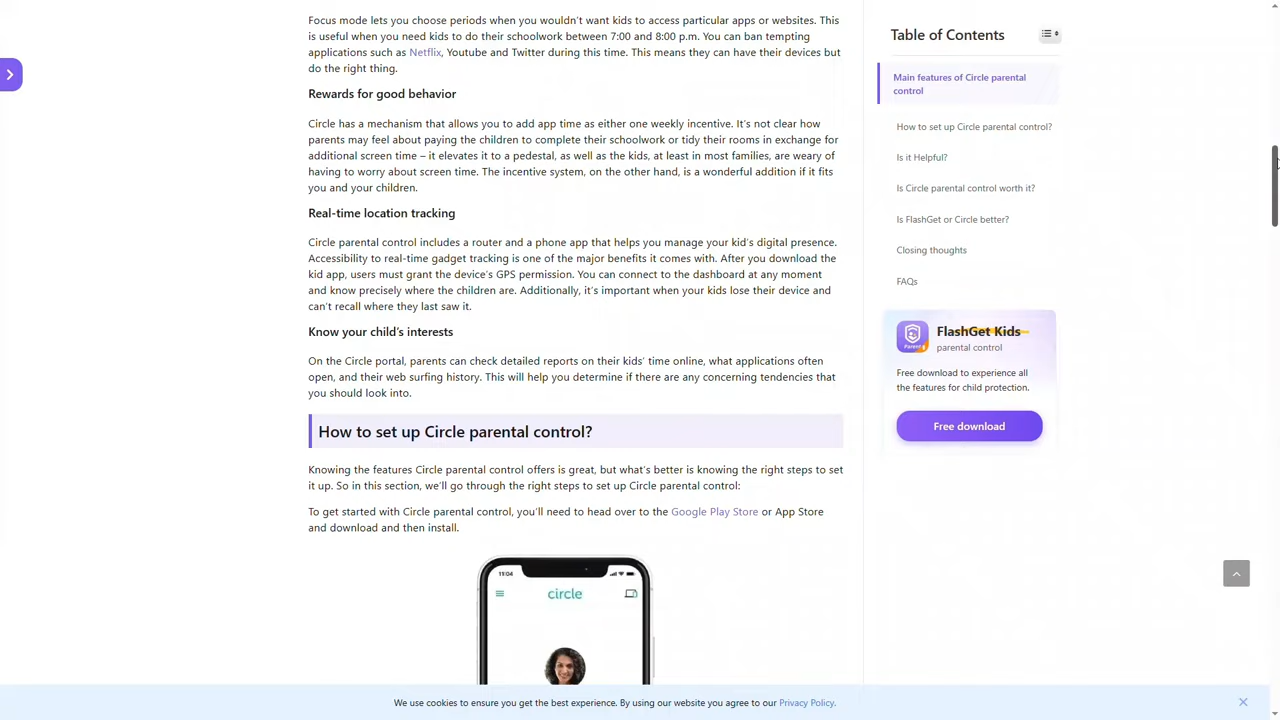 Focus mode lets you choose periods when you wouldn't want kids to access particular apps or websites. This
is useful when you need kids to do their schoolwork between 7:00 and 8:00 p.m. You can ban tempting
applications such as Netflix, Youtube and Twitter during this time. This means they can have their devices but
do the right thing.
Rewards for good behavior
Circle has a mechanism that allows you to add app time as either one weekly incentive. It's not clear how
parents may feel about paying the children to complete their schoolwork or tidy their rooms in exchange for
additional screen time – it elevates it to a pedestal, as well as the kids, at least in most families, are weary of
having to worry about screen time. The incentive system, on the other hand, is a wonderful addition if it fits
you and your children.
Real-time location tracking
Circle parental control includes a router and a phone app that helps you manage your kid's digital presence.
Accessibility to real-time gadget tracking is one of the major benefits it comes with. After you download the
kid app, users must grant the device's GPS permission. You can connect to the dashboard at any moment
and know precisely where the children are. Additionally, it's important when your kids lose their device and
can't recall where they last saw it.
Know your child's interests
On the Circle portal, parents can check detailed reports on their kids' time online, what applications often
open, and their web surfing history. This will help you determine if there are any concerning tendencies that
you should look into.
How to set up Circle parental control?
Knowing the features Circle parental control offers is great, but what's better is knowing the right steps to set
it up. So in this section, we'll go through the right steps to set up Circle parental control:
To get started with Circle parental control, you'll need to head over to the Google Play Store or App Store
and download and then install.
11:04
circle
Table of Contents
Main features of Circle parental
control
How to set up Circle parental control?
Is it Helpful?
Is Circle parental control worth it?
Is FlashGet or Circle better?
Closing thoughts
FAQs
Parent
FlashGet Kids
parental control
Free download to experience all
the features for child protection.
Free download
We use cookies to ensure you get the best experience. By using our website you agree to our Privacy Policy.